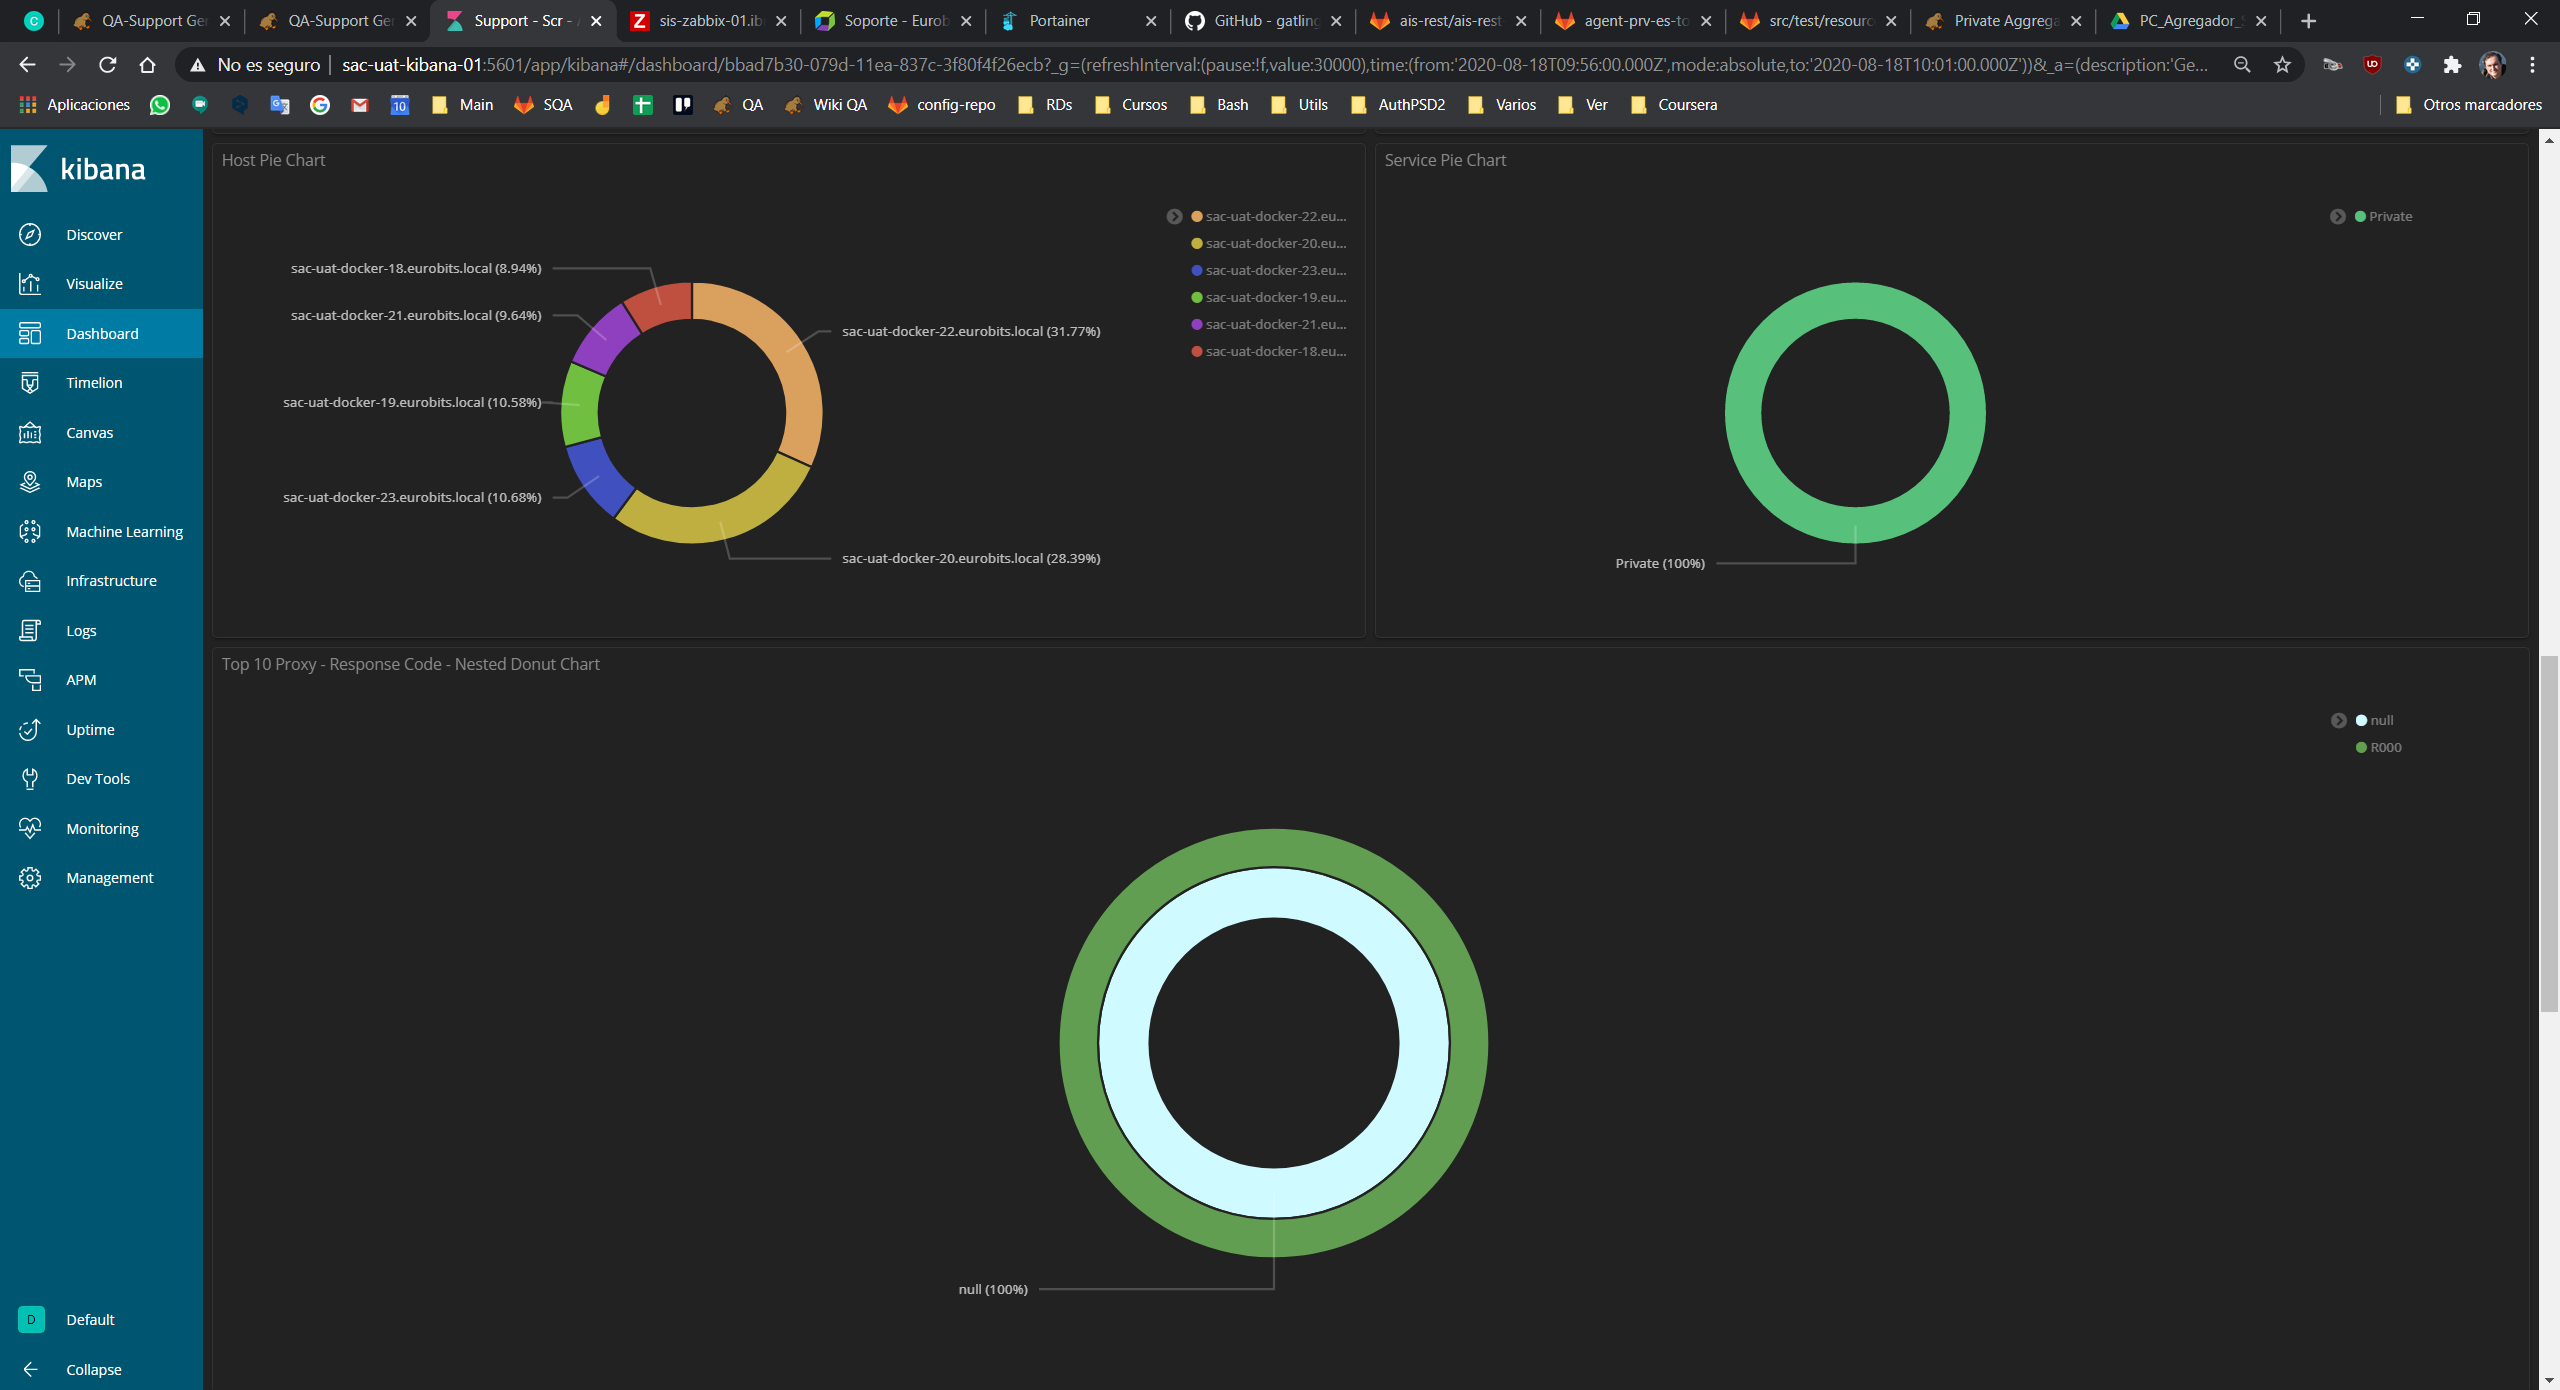 C QA-Support Ger QA-Support Ger Support - Scr - A sis-zabbix-01.ib Soporte - Eurob Portainer GitHub - gatling ais-rest/ais-rest agent-prv-es-to src/test/resourc Private Aggrega PC_Agregador_
No es seguro | sac-uat-kibana-01:5601/app/kibana#/dashboard/bbad7b30-079d-11ea-837c-3f80f4f26ecb?_g=(refreshInterval:(pause:!f,value:30000),time:(from:'2020-08-18T09:56:00.000Z',mode:absolute,to:'2020-08-18T10:01:00.000Z'))&_a=(description:'Ge...
Aplicaciones 10 Main SQA QA Wiki QA config-repo RDs Cursos Bash Utils AuthPSD2 Varios Ver Coursera Otros marcadores
kibana
Discover
Visualize
Dashboard
Timelion
Canvas
Maps
Machine Learning
Infrastructure
Logs
APM
Uptime
Dev Tools
Monitoring
Management
D Default
Collapse
Host Pie Chart
sac-uat-docker-18.eurobits.local (8.94%)
sac-uat-docker-21.eurobits.local (9.64%)
sac-uat-docker-19.eurobits.local (10.58%)
sac-uat-docker-23.eurobits.local (10.68%)
sac-uat-docker-22.eurobits.local (31.77%)
sac-uat-docker-20.eurobits.local (28.39%)
sac-uat-docker-22.eu...
sac-uat-docker-20.eu...
sac-uat-docker-23.eu...
sac-uat-docker-19.eu...
sac-uat-docker-21.eu...
sac-uat-docker-18.eu...
Service Pie Chart
Private
Private (100%)
Top 10 Proxy - Response Code - Nested Donut Chart
null
R000
null (100%)